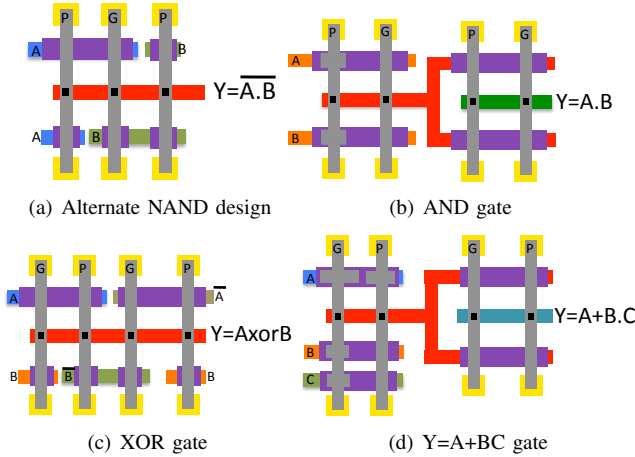 P G P
A B
Y=A̅.̅B̅
A B
(a) Alternate NAND design
P G P G
A
Y=A.B
B
(b) AND gate
G P G P
A A̅
Y=AxorB
B B̅ B
(c) XOR gate
G P G P
A
Y=A+B.C
B
C
(d) Y=A+BC gate